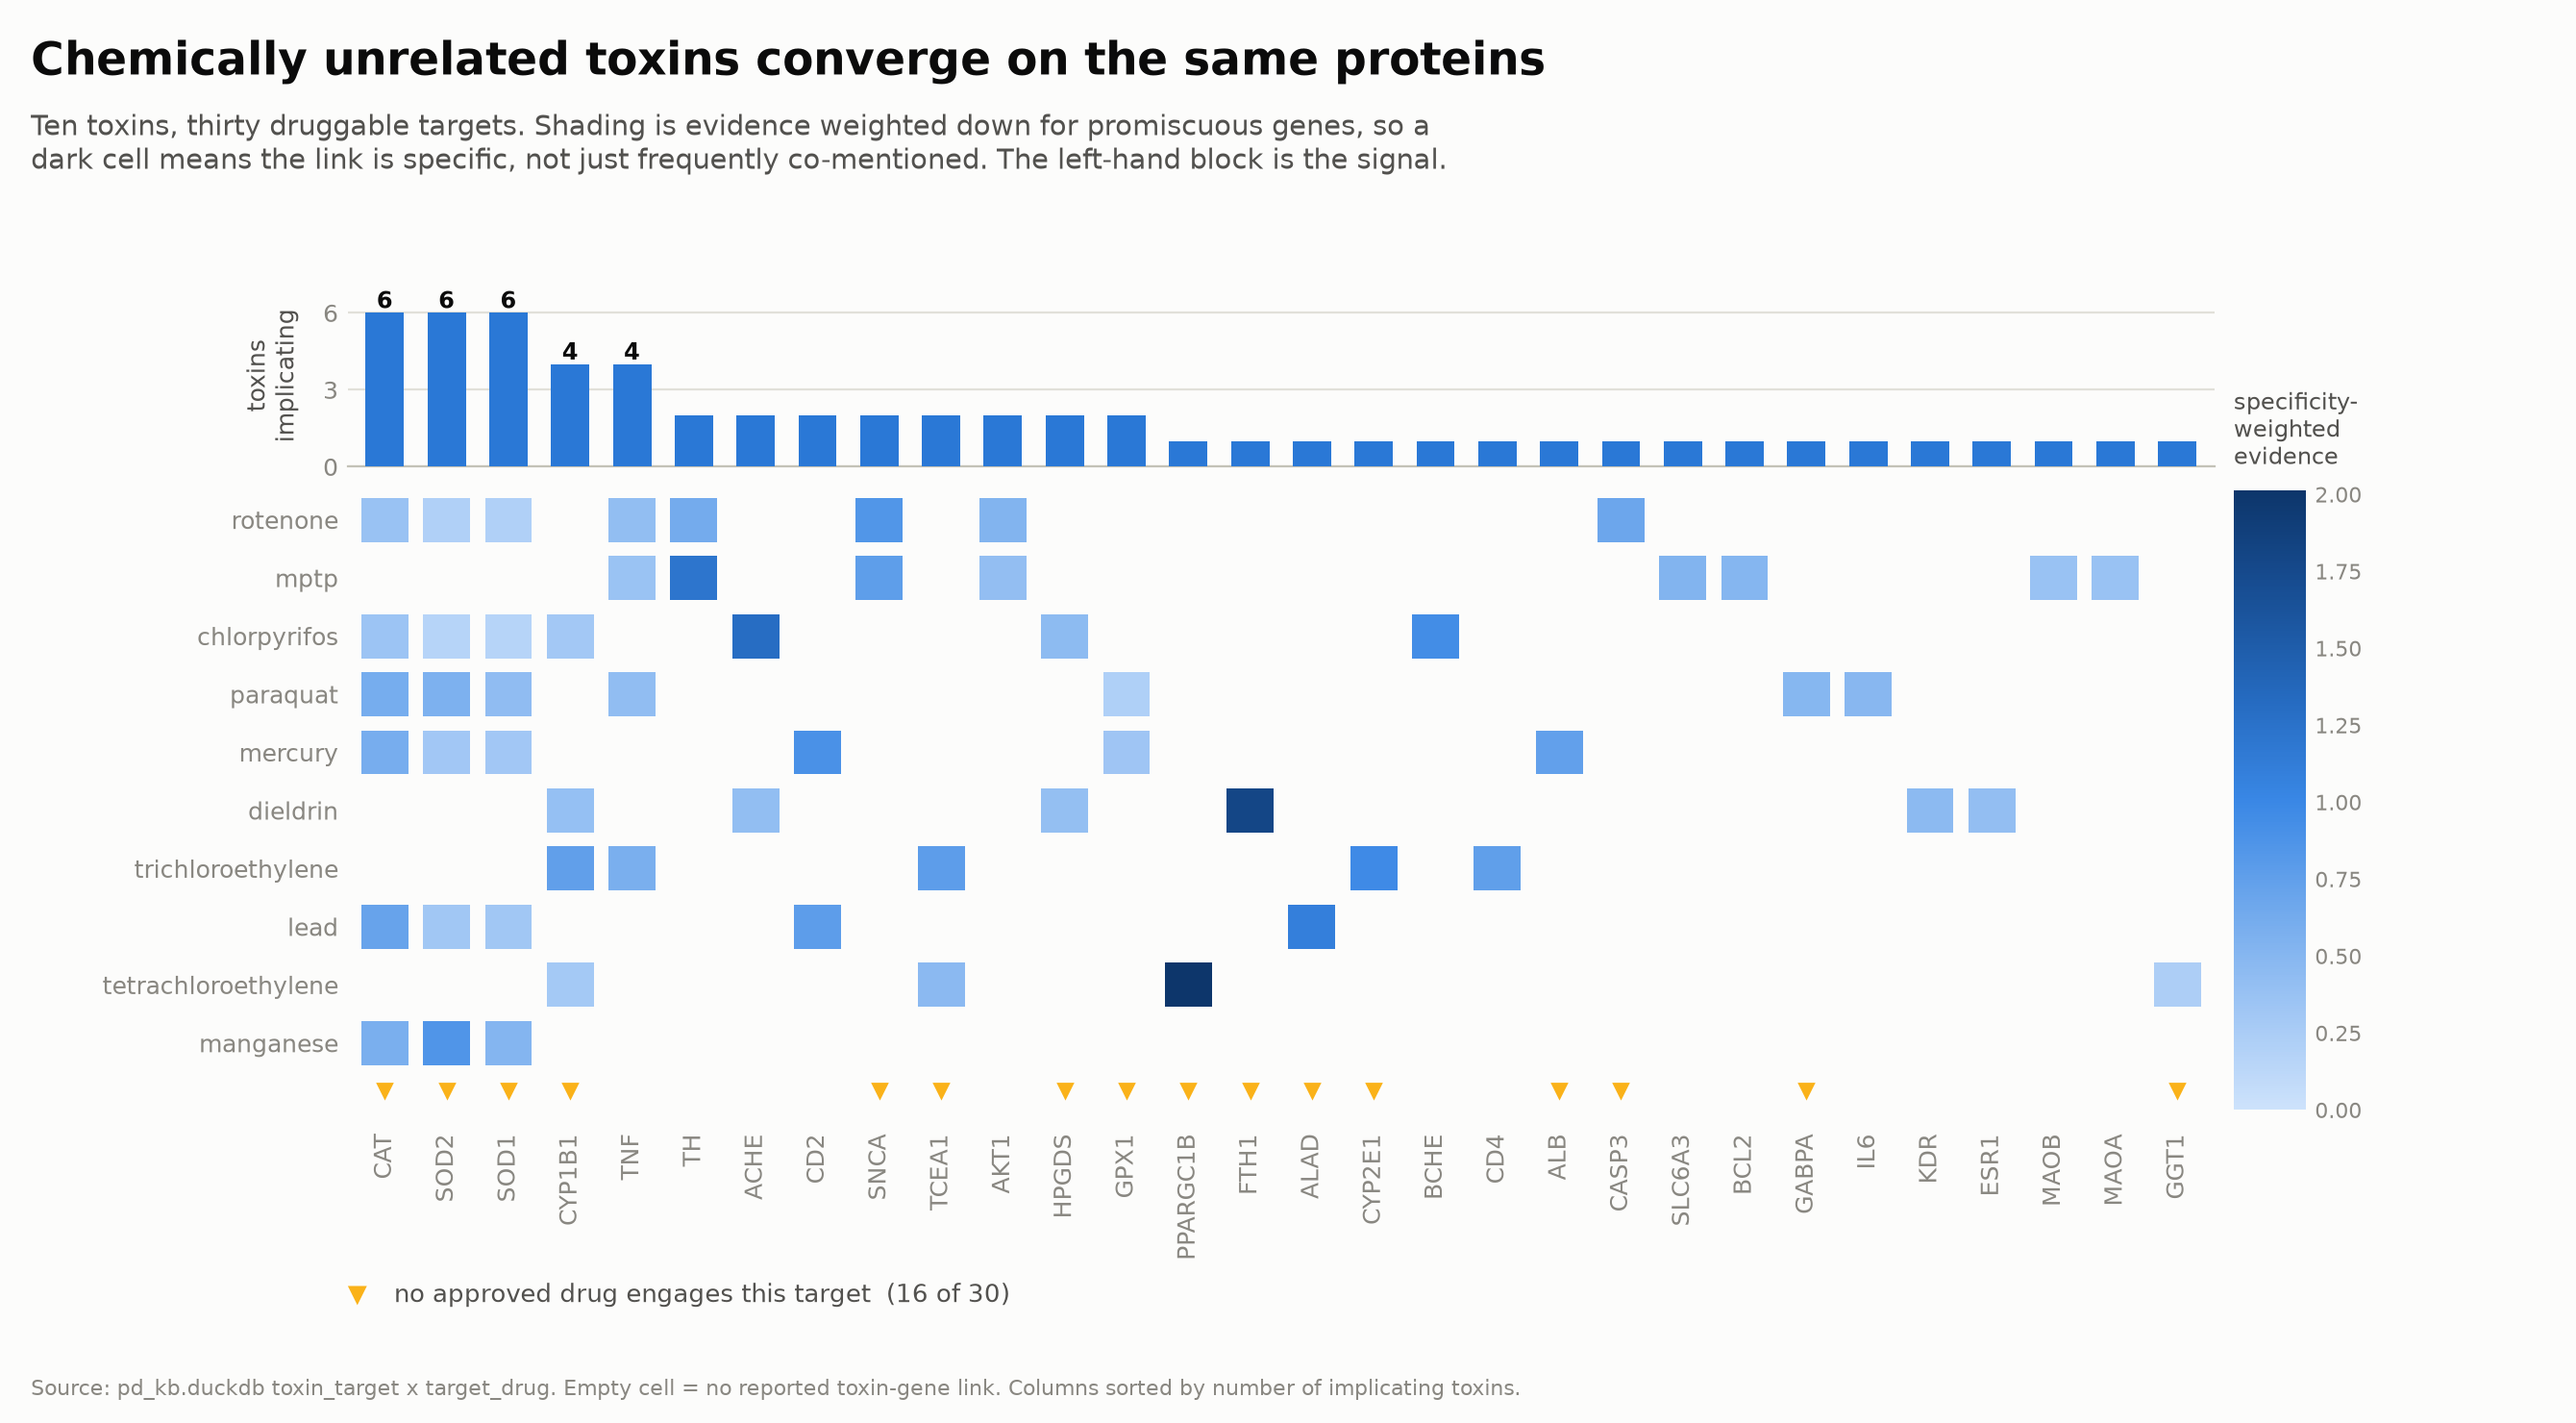 Chemically unrelated toxins converge on the same proteins
Ten toxins, thirty druggable targets. Shading is evidence weighted down for promiscuous genes, so a
dark cell means the link is specific, not just frequently co-mentioned. The left-hand block is the signal.
toxins
implicating
6
3
0
6 6 6 4 4
specificity-
weighted
evidence
2.00
1.75
1.50
1.25
1.00
0.75
0.50
0.25
0.00
rotenone
mptp
chlorpyrifos
paraquat
mercury
dieldrin
trichloroethylene
lead
tetrachloroethylene
manganese
CAT
SOD2
SOD1
CYP1B1
TNF
TH
ACHE
CD2
SNCA
TCEA1
AKT1
HPGDS
GPX1
PPARGC1B
FTH1
ALAD
CYP2E1
BCHE
CD4
ALB
CASP3
SLC6A3
BCL2
GABPA
IL6
KDR
ESR1
MAOB
MAOA
GGT1
no approved drug engages this target (16 of 30)
Source: pd_kb.duckdb toxin_target x target_drug. Empty cell = no reported toxin-gene link. Columns sorted by number of implicating toxins.